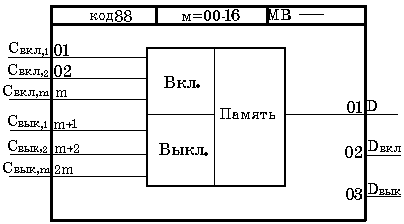 код88 м=00-16 МВ —
Свкл,1 01
Свкл,2 02
Свкл,m m
Вкл.
Память
01 D
Свык,1 m+1
Свык,2 m+2
Выкл.
02 Dвкл
Свык,m 2m
03 Dвык